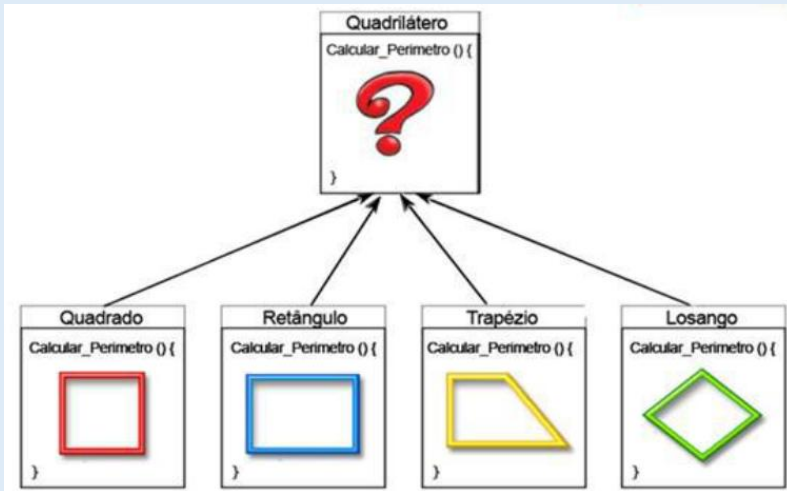 Quadrilátero
Calcular_Perimetro () {
?
}
Quadrado
Calcular_Perimetro () {
}
Retângulo
Calcular_Perimetro () {
}
Trapézio
Calcular_Perimetro () {
}
Losango
Calcular_Perimetro () {
}